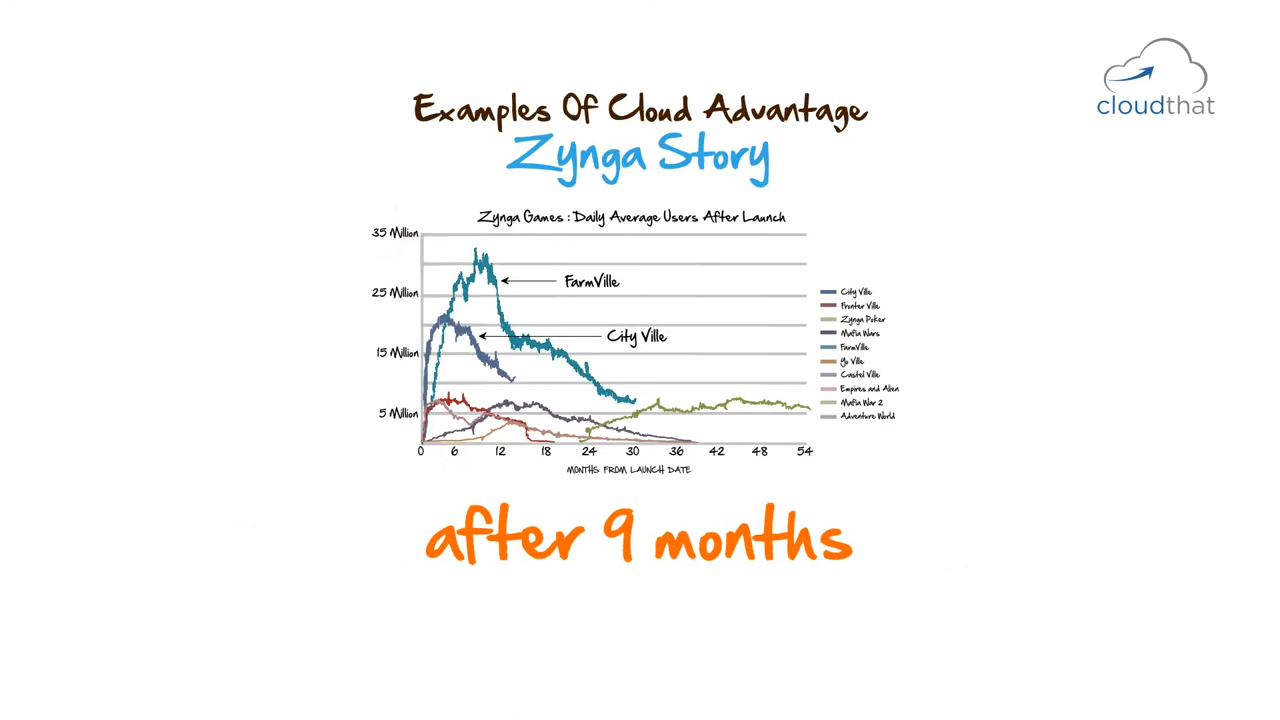 cloudthat
Examples Of Cloud Advantage
Zynga Story
Zynga Games : Daily Average Users After Launch
35 Million
25 Million
15 Million
5 Million
FarmVille
City Ville
City Ville
Fronter Ville
Zynga Poker
Mafia Wars
FarmVille
Yo Ville
Castel Ville
Empires and Alien
Mafia War 2
Adventure World
0 6 12 18 24 30 36 42 48 54
MONTHS FROM LAUNCH DATE
after 9 months